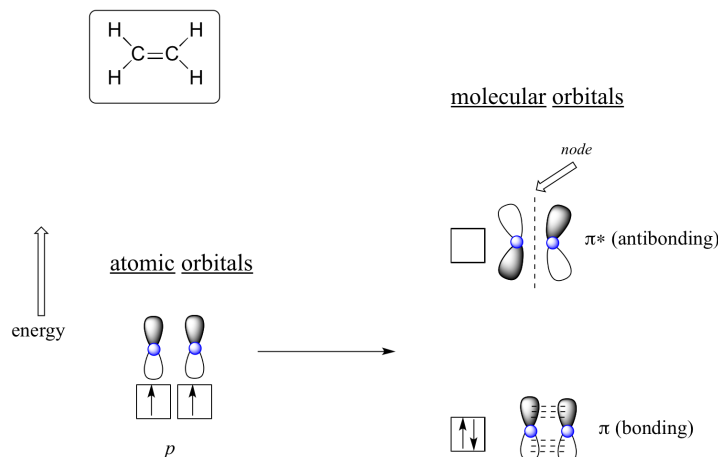 H H
C=C
H H
molecular orbitals
node
π* (antibonding)
atomic orbitals
energy
p
π (bonding)